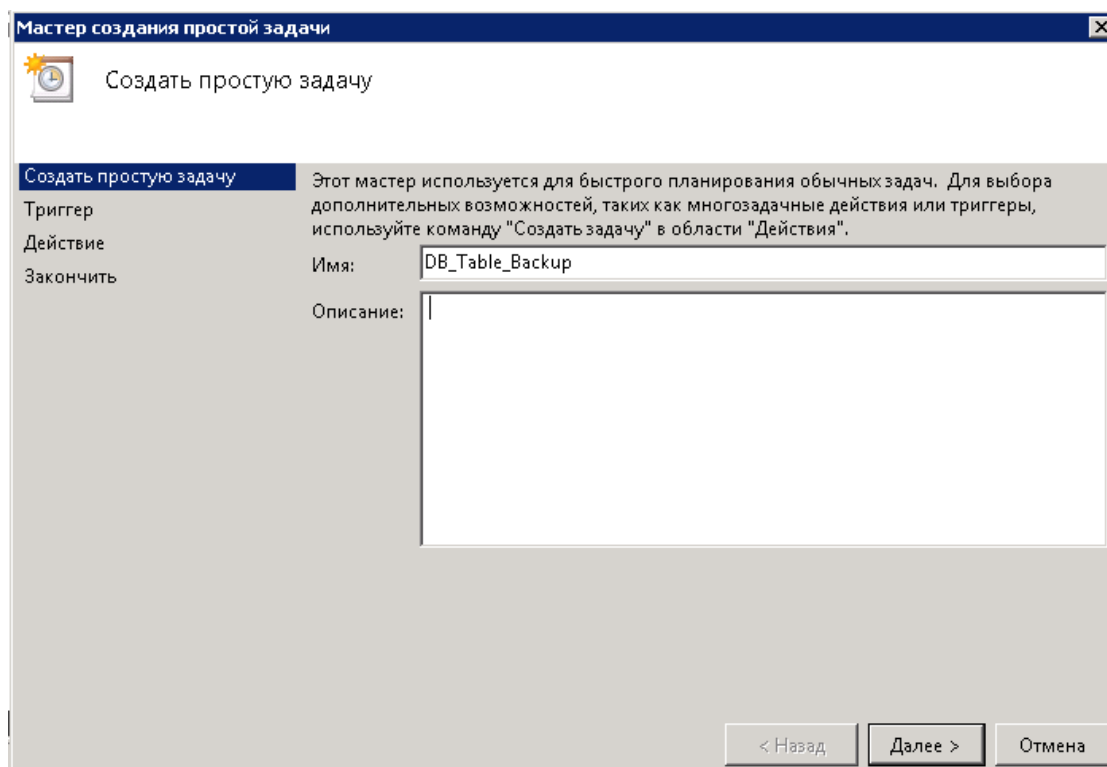 Мастер создания простой задачи
Создать простую задачу
Создать простую задачу
Триггер
Действие
Закончить
Этот мастер используется для быстрого планирования обычных задач. Для выбора
дополнительных возможностей, таких как многозадачные действия или триггеры,
используйте команду "Создать задачу" в области "Действия".
Имя:
DB_Table_Backup
Описание:
< Назад
Далее >
Отмена